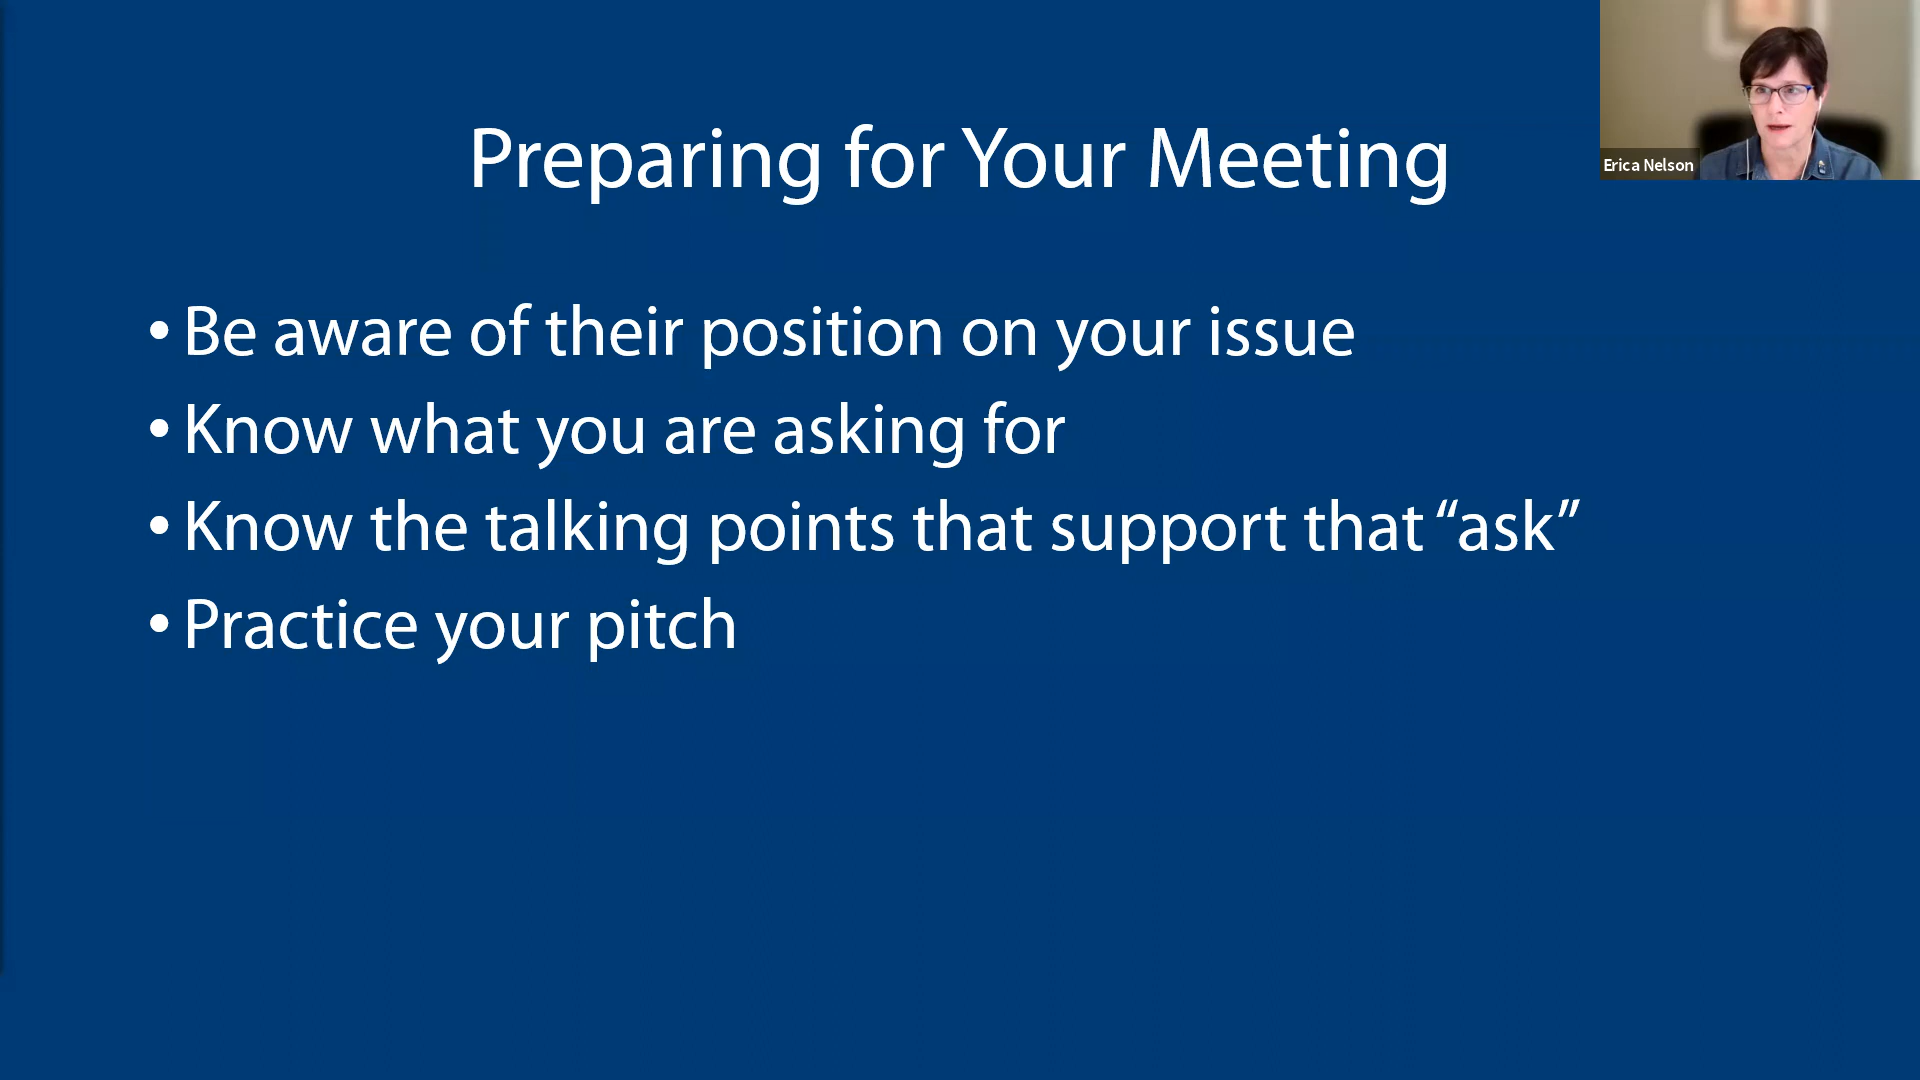 Preparing for Your Meeting
Erica Nelson
• Be aware of their position on your issue
• Know what you are asking for
• Know the talking points that support that “ask”
• Practice your pitch